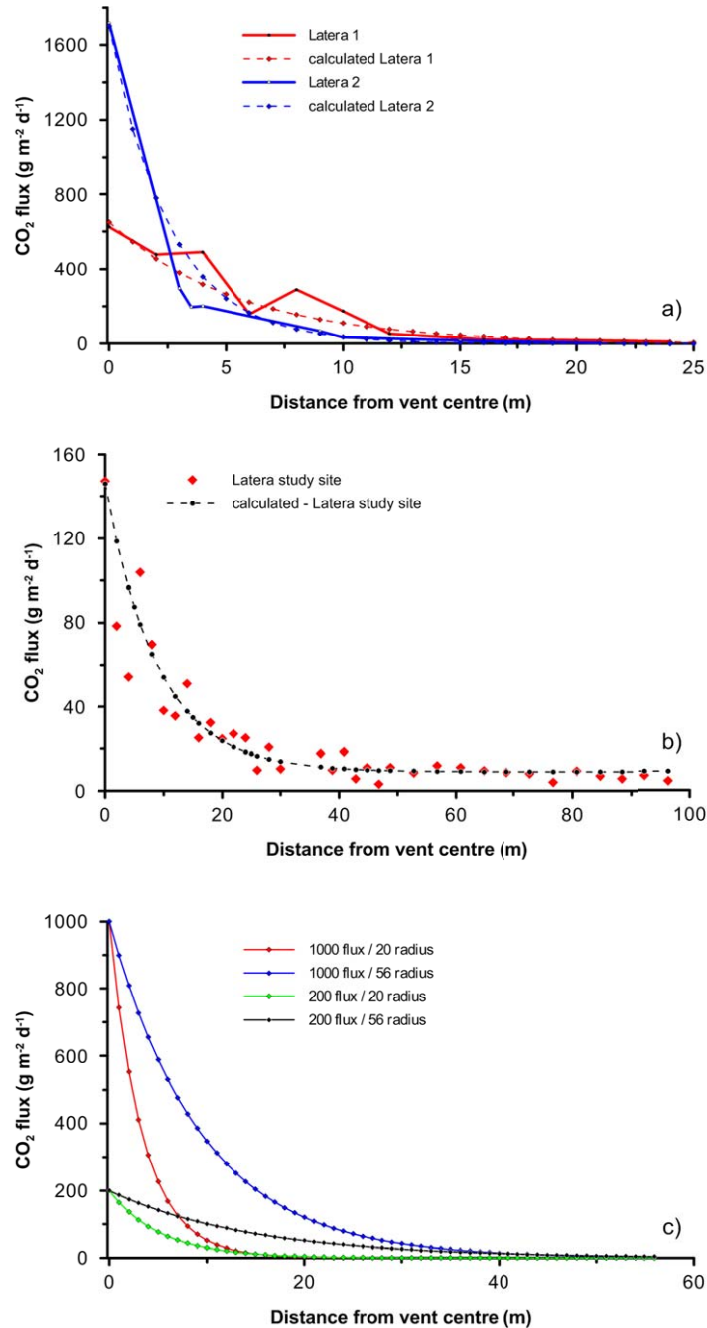 1600
1200
800
400
0
CO2 flux (g m-2 d-1)
Latera 1
calculated Latera 1
Latera 2
calculated Latera 2
a)
0 5 10 15 20 25
Distance from vent centre (m)
160
120
80
40
0
CO2 flux (g m-2 d-1)
Latera study site
calculated - Latera study site
b)
0 20 40 60 80 100
Distance from vent centre (m)
1000
800
600
400
200
0
CO2 flux (g m-2 d-1)
1000 flux / 20 radius
1000 flux / 56 radius
200 flux / 20 radius
200 flux / 56 radius
c)
0 20 40 60
Distance from vent centre (m)